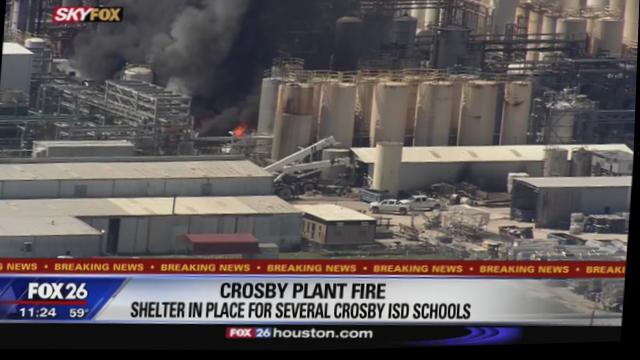 SKYFOX
NEWS • BREAKING NEWS • BREAKING NEWS • BREAKING NEWS • BREAKING NEWS • BREAKING NEWS • BREAKING
FOX 26
11:24 59°
CROSBY PLANT FIRE
SHELTER IN PLACE FOR SEVERAL CROSBY ISD SCHOOLS
FOX 26 houston.com